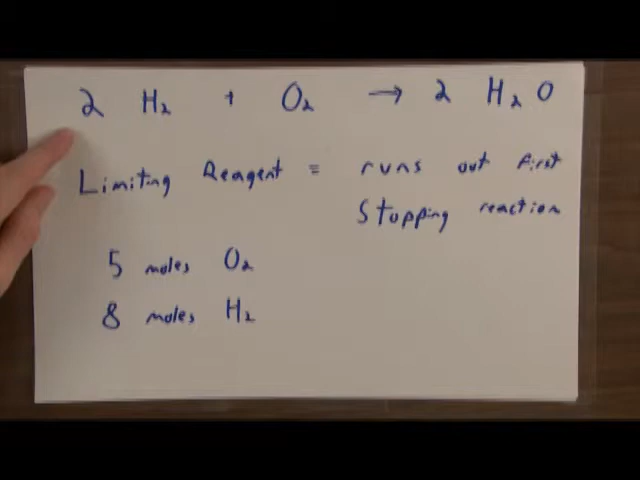 2 H₂ + O₂ → 2 H₂O
Limiting Reagent = runs out first
stopping reaction
5 moles O₂
8 moles H₂